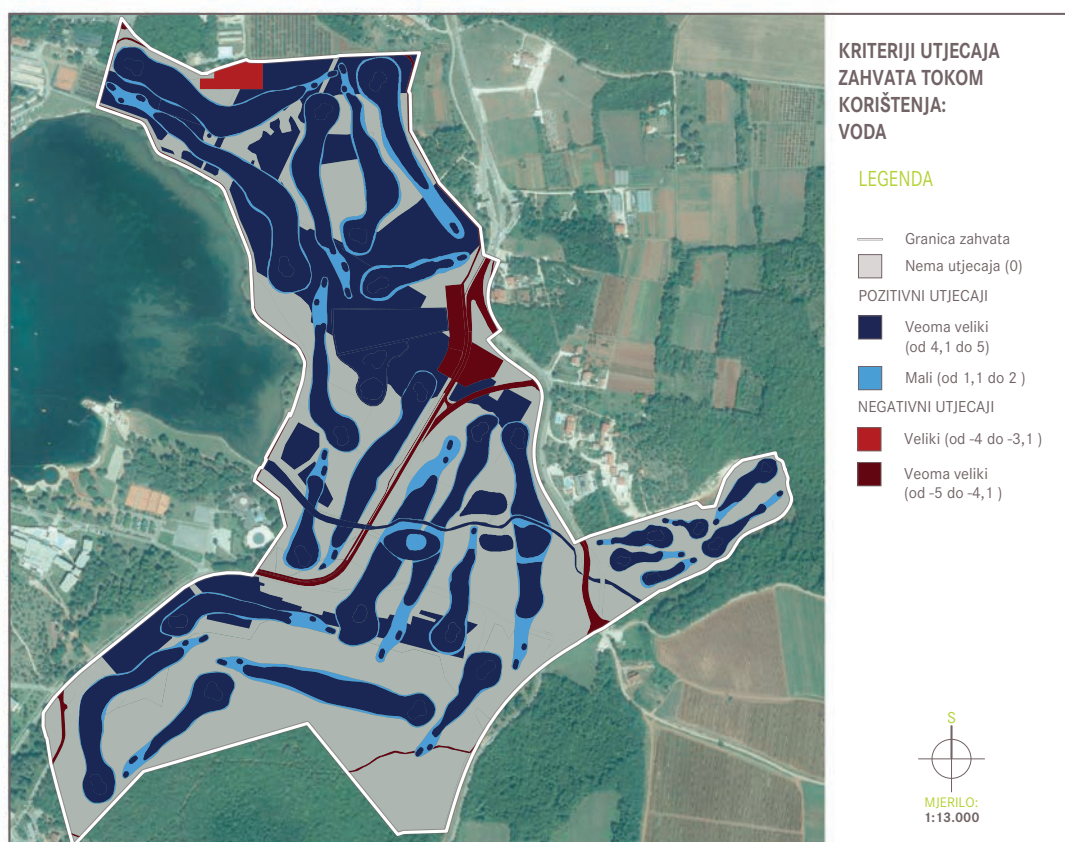 KRITERIJI UTJECAJA
ZAHVATA TOKOM
KORIŠTENJA:
VODA
LEGENDA
Granica zahvata
Nema utjecaja (0)
POZITIVNI UTJECAJI
Veoma veliki
(od 4,1 do 5)
Mali (od 1,1 do 2 )
NEGATIVNI UTJECAJI
Veliki (od -4 do -3,1 )
Veoma veliki
(od -5 do -4,1 )
S
MJERILO:
1:13.000